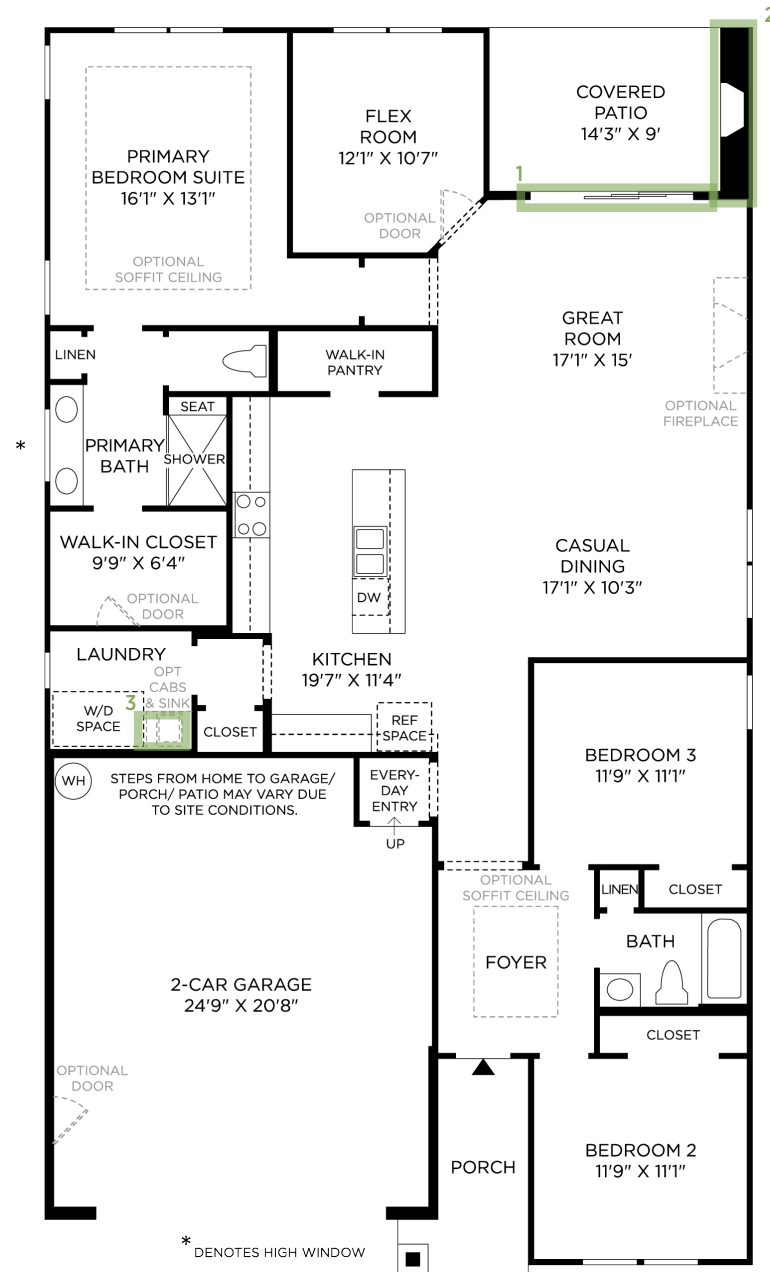 2
COVERED
PATIO
14'3" X 9'
FLEX
ROOM
12'1" X 10'7"
PRIMARY
BEDROOM SUITE
16'1" X 13'1"
1
OPTIONAL
DOOR
OPTIONAL
SOFFIT CEILING
GREAT
ROOM
17'1" X 15'
LINEN
WALK-IN
PANTRY
OPTIONAL
FIREPLACE
SEAT
*
PRIMARY
BATH
SHOWER
WALK-IN CLOSET
9'9" X 6'4"
CASUAL
DINING
17'1" X 10'3"
OPTIONAL
DOOR
DW
LAUNDRY
KITCHEN
19'7" X 11'4"
OPT
CABS
& SINK
3
W/D
SPACE
CLOSET
REF
SPACE
WH
STEPS FROM HOME TO GARAGE/
PORCH/ PATIO MAY VARY DUE
TO SITE CONDITIONS.
EVERY-
DAY
ENTRY
UP
BEDROOM 3
11'9" X 11'1"
OPTIONAL
SOFFIT CEILING
LINEN
CLOSET
BATH
FOYER
2-CAR GARAGE
24'9" X 20'8"
CLOSET
OPTIONAL
DOOR
PORCH
BEDROOM 2
11'9" X 11'1"
* DENOTES HIGH WINDOW